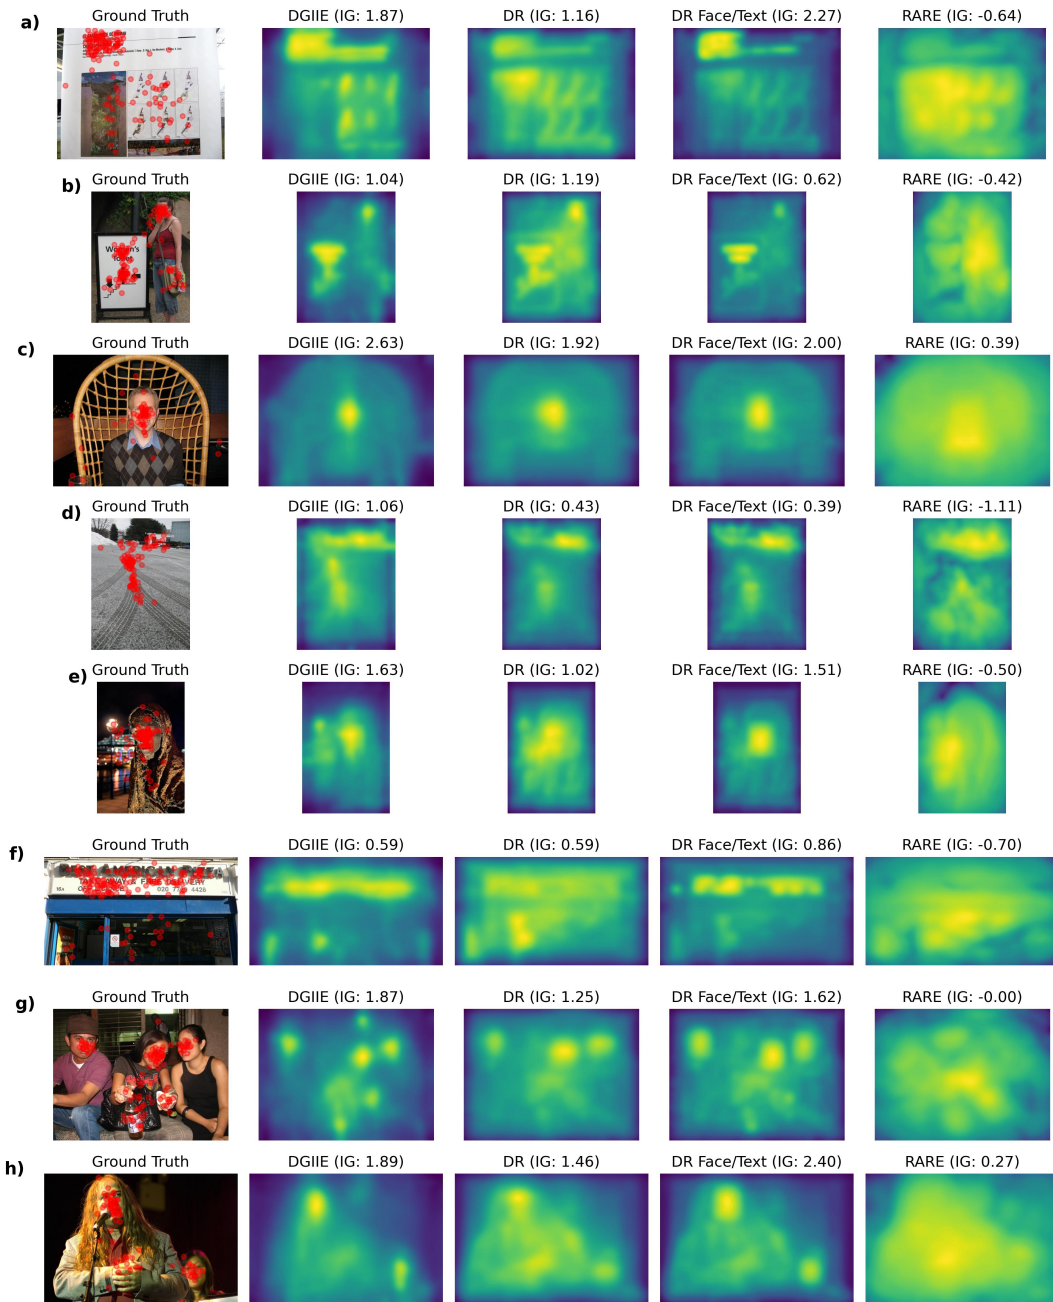 a) Ground Truth DGIIE (IG: 1.87) DR (IG: 1.16) DR Face/Text (IG: 2.27) RARE (IG: -0.64)
b) Ground Truth DGIIE (IG: 1.04) DR (IG: 1.19) DR Face/Text (IG: 0.62) RARE (IG: -0.42)
Women's
Toilet
c) Ground Truth DGIIE (IG: 2.63) DR (IG: 1.92) DR Face/Text (IG: 2.00) RARE (IG: 0.39)
d) Ground Truth DGIIE (IG: 1.06) DR (IG: 0.43) DR Face/Text (IG: 0.39) RARE (IG: -1.11)
e) Ground Truth DGIIE (IG: 1.63) DR (IG: 1.02) DR Face/Text (IG: 1.51) RARE (IG: -0.50)
f) Ground Truth DGIIE (IG: 0.59) DR (IG: 0.59) DR Face/Text (IG: 0.86) RARE (IG: -0.70)
AMERICAN
& DELIVERY
4428
g) Ground Truth DGIIE (IG: 1.87) DR (IG: 1.25) DR Face/Text (IG: 1.62) RARE (IG: -0.00)
h) Ground Truth DGIIE (IG: 1.89) DR (IG: 1.46) DR Face/Text (IG: 2.40) RARE (IG: 0.27)